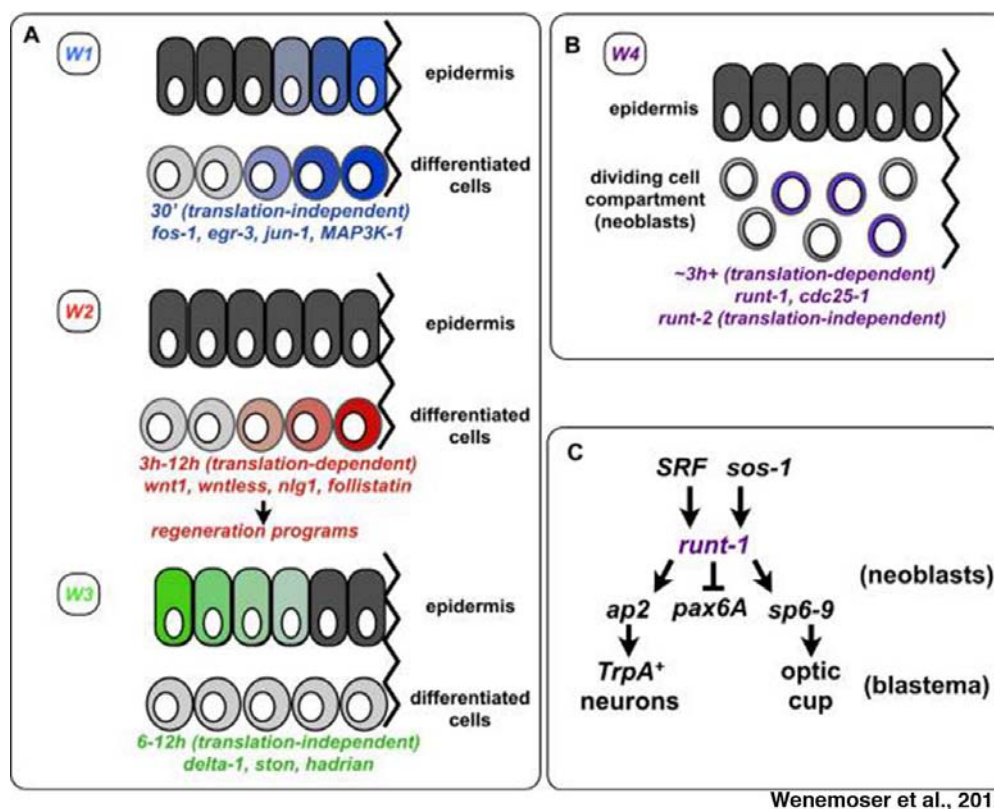 A
W1
epidermis
differentiated
cells
30' (translation-independent)
fos-1, egr-3, jun-1, MAP3K-1
W2
epidermis
differentiated
cells
3h-12h (translation-dependent)
wnt1, wntless, nlg1, follistatin
regeneration programs
W3
epidermis
differentiated
cells
6-12h (translation-independent)
delta-1, ston, hadrian
B
W4
epidermis
dividing cell
compartment
(neoblasts)
~3h+ (translation-dependent)
runt-1, cdc25-1
runt-2 (translation-independent)
C
SRF sos-1
runt-1
(neoblasts)
ap2 pax6A sp6-9
TrpA⁺ optic
neurons cup
(blastema)
Wenemoser et al., 201